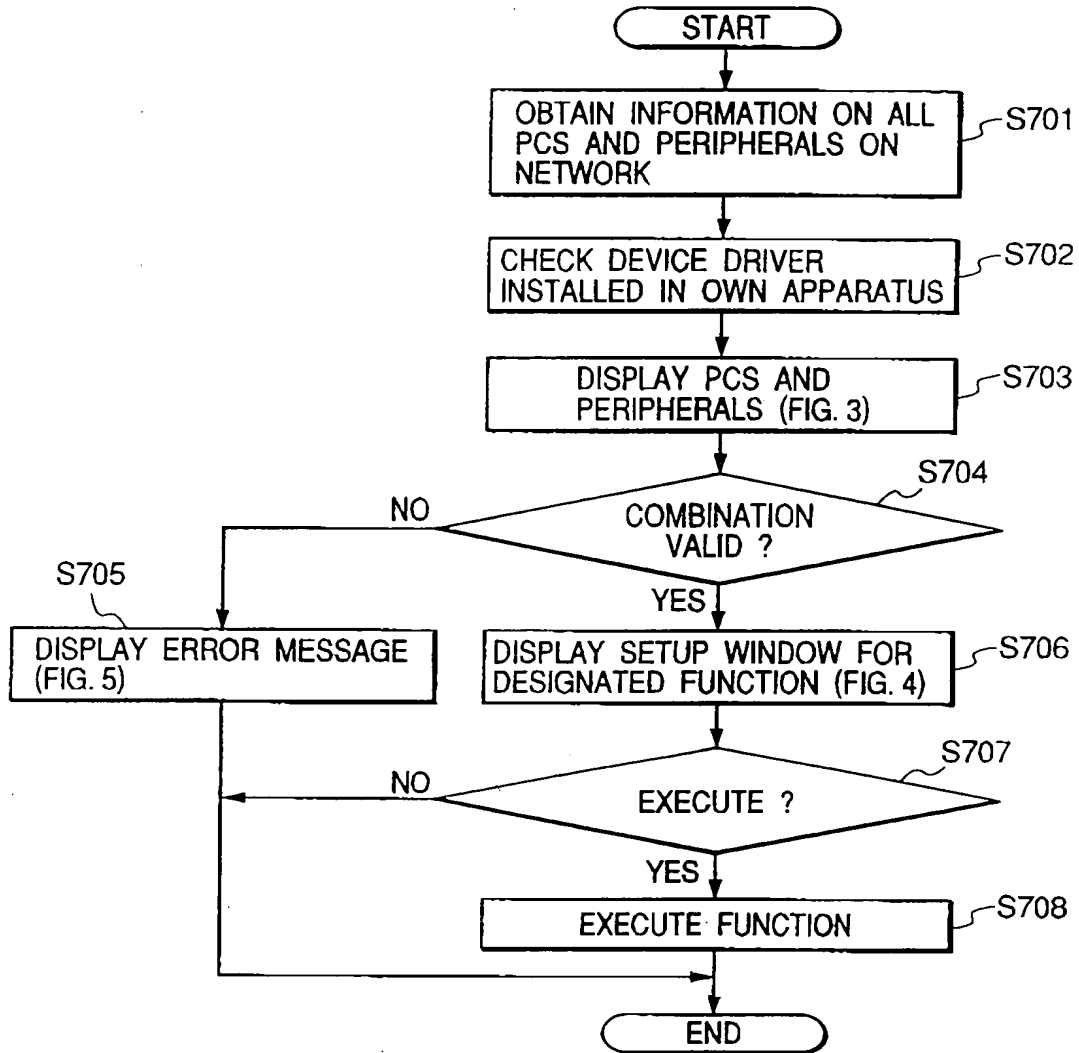 START
OBTAIN INFORMATION ON ALL
PCS AND PERIPHERALS ON
NETWORK
S701
CHECK DEVICE DRIVER
INSTALLED IN OWN APPARATUS
S702
DISPLAY PCS AND
PERIPHERALS (FIG. 3)
S703
S704
NO
COMBINATION
VALID ?
S705
YES
DISPLAY ERROR MESSAGE
(FIG. 5)
DISPLAY SETUP WINDOW FOR
DESIGNATED FUNCTION (FIG. 4)
S706
S707
NO
EXECUTE ?
YES
EXECUTE FUNCTION
S708
END